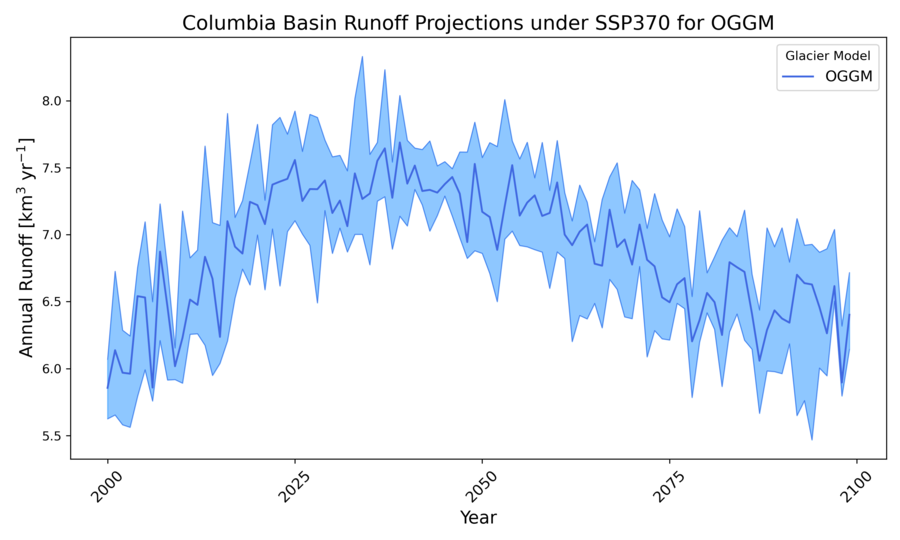 Columbia Basin Runoff Projections under SSP370 for OGGM
Glacier Model
OGGM
8.0
7.5
7.0
6.5
6.0
5.5
Annual Runoff [km³ yr⁻¹]
2000
2025
2050
2075
2100
Year